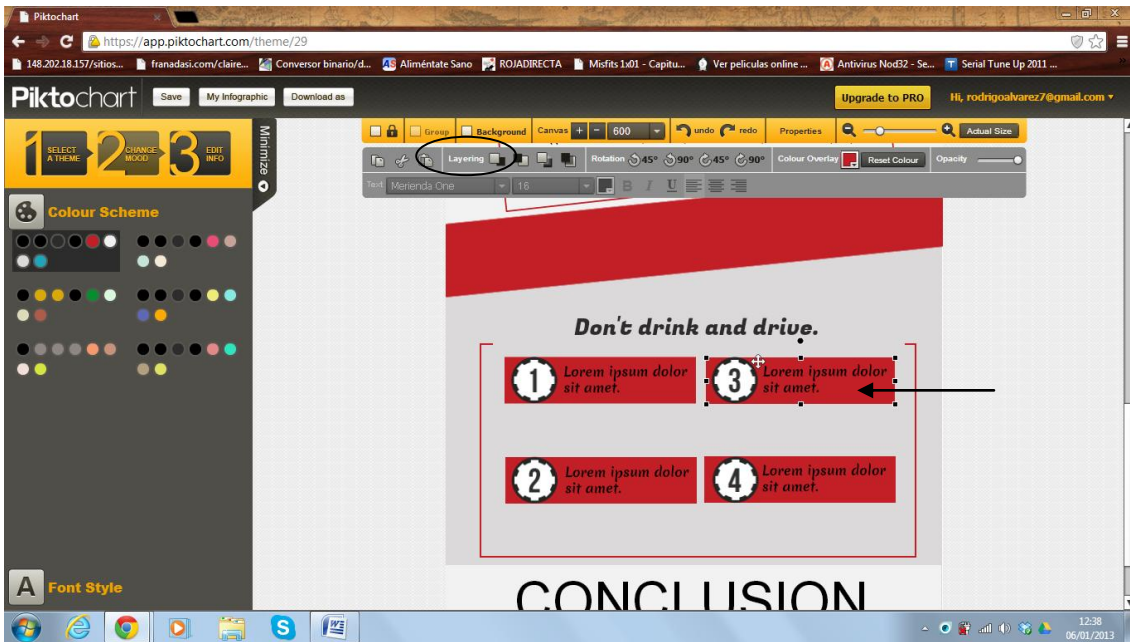 Piktochart
https://app.piktochart.com/theme/29
148.202.18.157/sitios... franadasi.com/claire... Conversor binario/d... Aliméntate Sano ROJADIRECTA Misfits 1x01 - Capitu... Ver peliculas online ... Antivirus Nod32 - Se... Serial Tune Up 2011 ...
Piktochart Save My Infographic Download as Upgrade to PRO Hi, rodrigoalvarez7@gmail.com
1 SELECT A THEME 2 CHANGE MOOD 3 EDIT INFO
Minimize
Group Background Canvas + - 600 undo redo Properties Actual Size
Layering Rotation 45° 90° 45° 90° Colour Overlay Reset Colour Opacity
Text Merienda One 16 B I U
Colour Scheme
Don't drink and drive.
1 Lorem ipsum dolor
sit amet.
3 Lorem ipsum dolor
sit amet.
2 Lorem ipsum dolor
sit amet.
4 Lorem ipsum dolor
sit amet.
CONCLUSION
A Font Style
12:38
06/01/2013